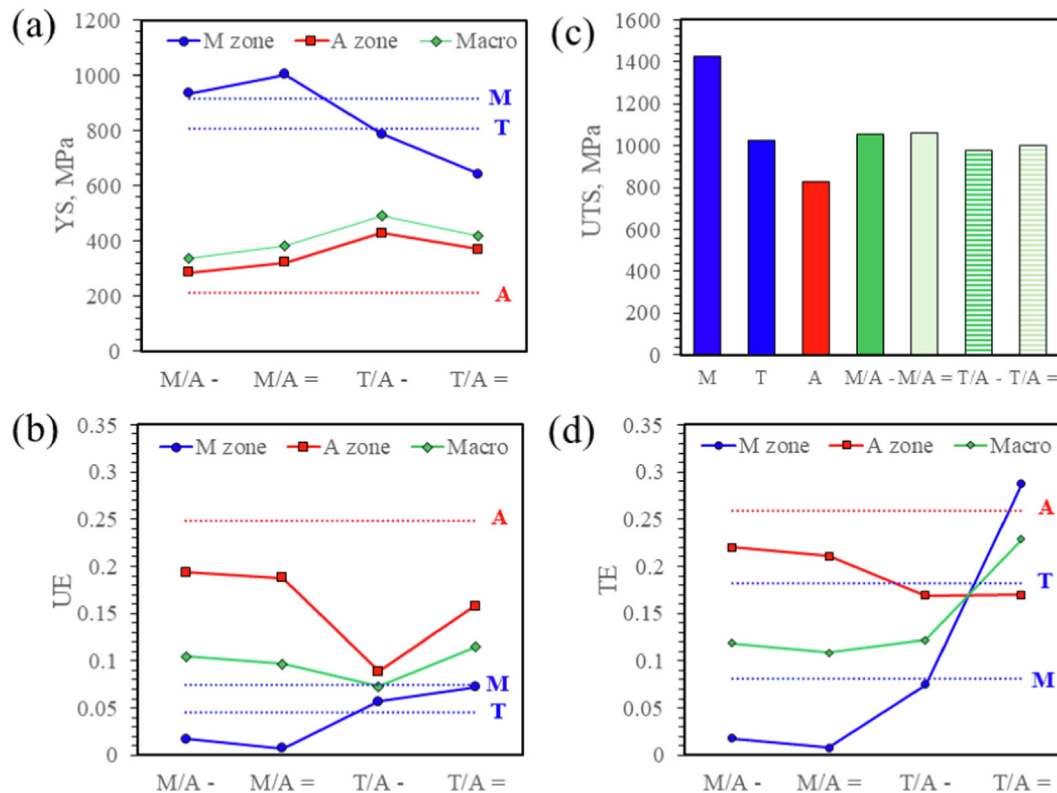 (a)
M zone A zone Macro
YS, MPa
1200
1000
800
600
400
200
0
M
T
A
M/A - M/A = T/A - T/A =
(c)
UTS, MPa
1600
1400
1200
1000
800
600
400
200
0
M T A M/A - M/A = T/A - T/A =
(b)
M zone A zone Macro
UE
0.35
0.3
0.25
0.2
0.15
0.1
0.05
0
A
M
T
M/A - M/A = T/A - T/A =
(d)
M zone A zone Macro
TE
0.35
0.3
0.25
0.2
0.15
0.1
0.05
0
A
T
M
M/A - M/A = T/A - T/A =